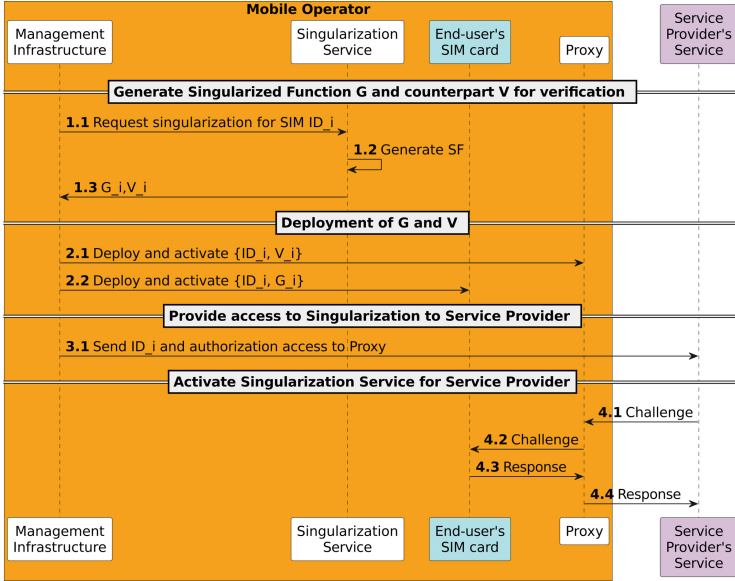 Mobile Operator
Management
Infrastructure
Singularization
Service
End-user's
SIM card
Proxy
Service
Provider's
Service
Generate Singularized Function G and counterpart V for verification
1.1 Request singularization for SIM ID_i
1.2 Generate SF
1.3 G_i,V_i
Deployment of G and V
2.1 Deploy and activate {ID_i, V_i}
2.2 Deploy and activate {ID_i, G_i}
Provide access to Singularization to Service Provider
3.1 Send ID_i and authorization access to Proxy
Activate Singularization Service for Service Provider
4.1 Challenge
4.2 Challenge
4.3 Response
4.4 Response
Management
Infrastructure
Singularization
Service
End-user's
SIM card
Proxy
Service
Provider's
Service